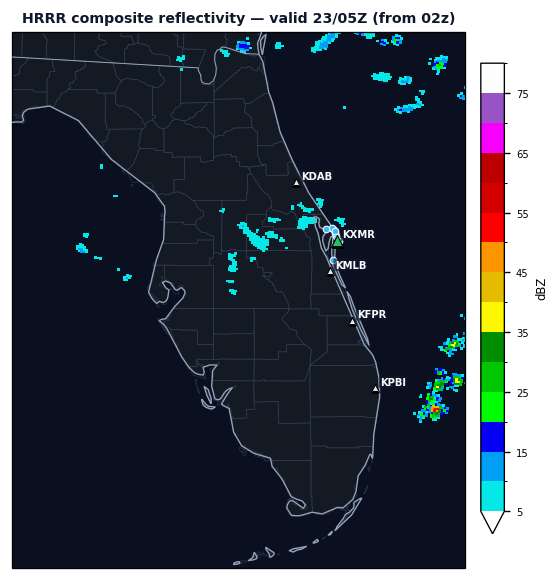 HRRR composite reflectivity — valid 23/05Z (from 02z)
KDAB
KXMR
KMLB
KFPR
KPBI
75
65
55
45
35
25
15
5
dBZ